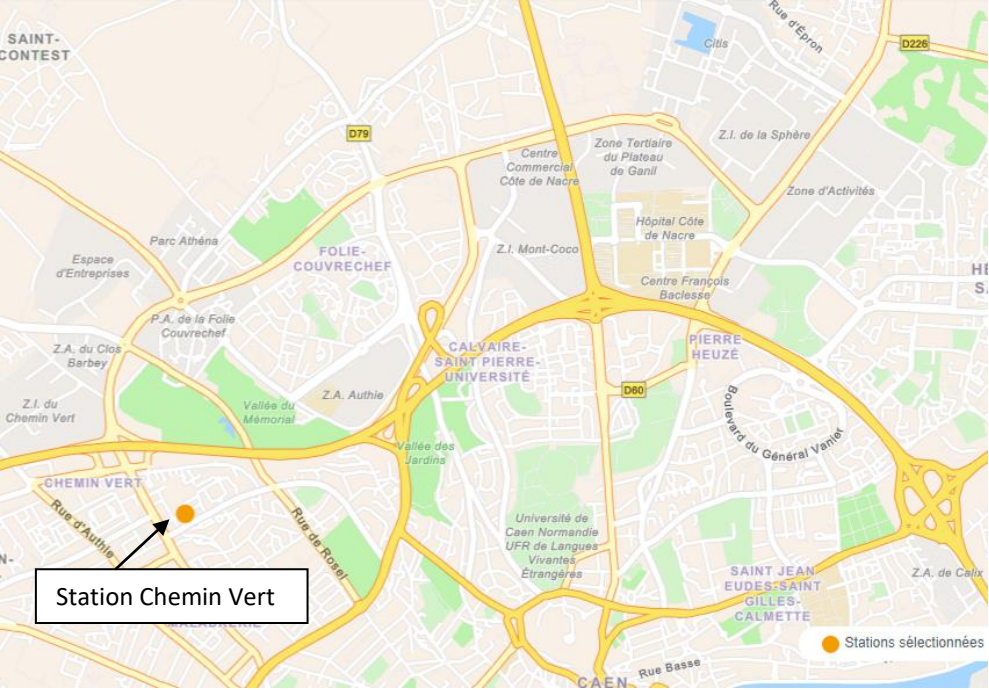 SAINT-
CONTEST
Rue d'Épron
Citis
D226
D79
Z.I. de la Sphère
Centre
Commercial
Côte de Nacre
Zone Tertiaire
du Plateau
de Ganil
Zone d'Activités
Hôpital Côte
de Nacre
Parc Athéna
Espace
d'Entreprises
FOLIE-
COUVRECHEF
Z.I. Mont-Coco
Centre François
Baclesse
HE
SA
P.A. de la Folie
Couvrechef
Z.A. du Clos
Barbey
CALVAIRE-
SAINT PIERRE-
UNIVERSITÉ
PIERRE
HEUZÉ
Z.I. du
Chemin Vert
Vallée du
Mémorial
Z.A. Authie
D60
Boulevard du Général Vanier
Vallée des
Jardins
CHEMIN VERT
Rue d'Authie
Rue de Rosel
Université de
Caen Normandie
UFR de Langues
Vivantes
Étrangères
N-
SAINT JEAN
EUDES-SAINT
GILLES-
CALMETTE
Z.A. de Calix
Station Chemin Vert
MALADRERIE
Stations sélectionnées
Rue Basse
CAEN